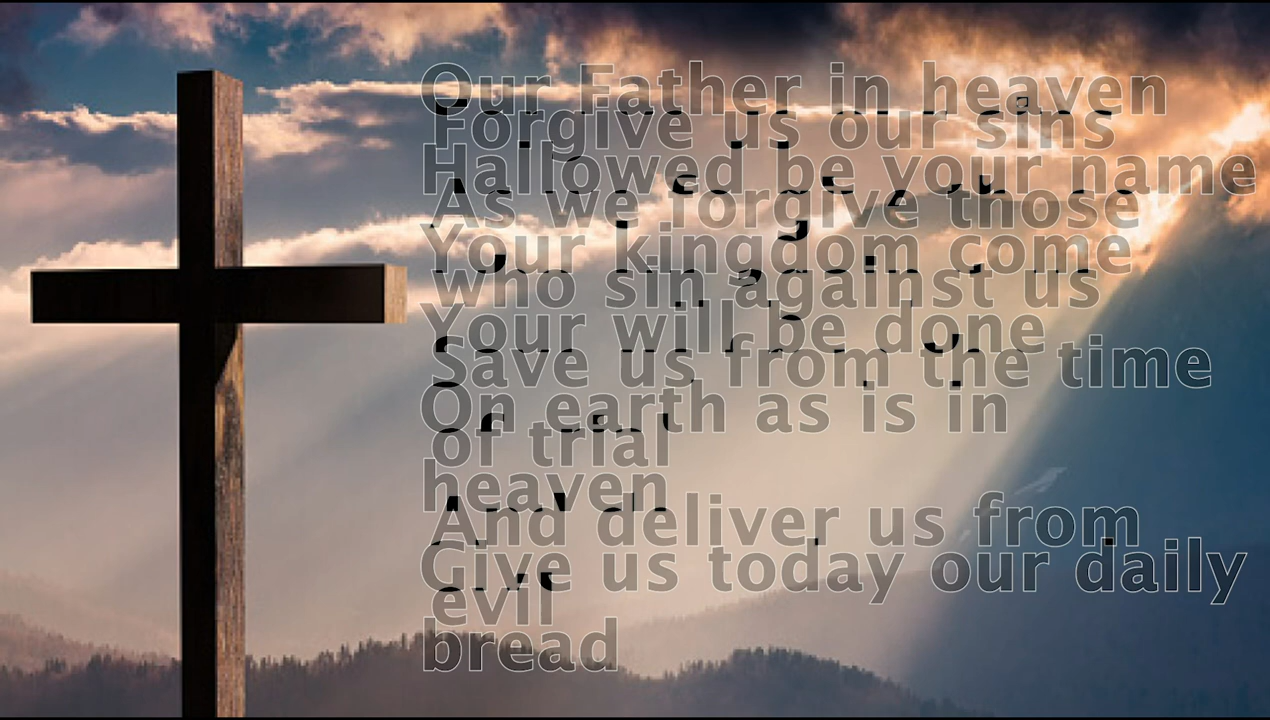 Our Father in heaven
Forgive us our sins
Hallowed be your name
As we forgive those
Your kingdom come
who sin against us
Your will be done
Save us from the time
On earth as is in
Of trial
heaven
And deliver us from
Give us today our daily
evil
bread